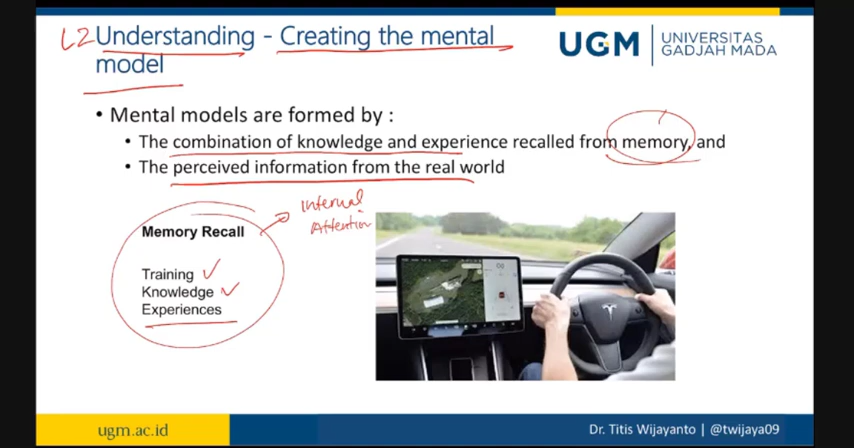 L2 Understanding - Creating the mental
model
UGM
UNIVERSITAS
GADJAH MADA
• Mental models are formed by :
• The combination of knowledge and experience recalled from memory, and
• The perceived information from the real world
Internal
Attention
Memory Recall
Training
Knowledge
Experiences
ugm.ac.id
Dr. Titis Wijayanto | @twijaya09